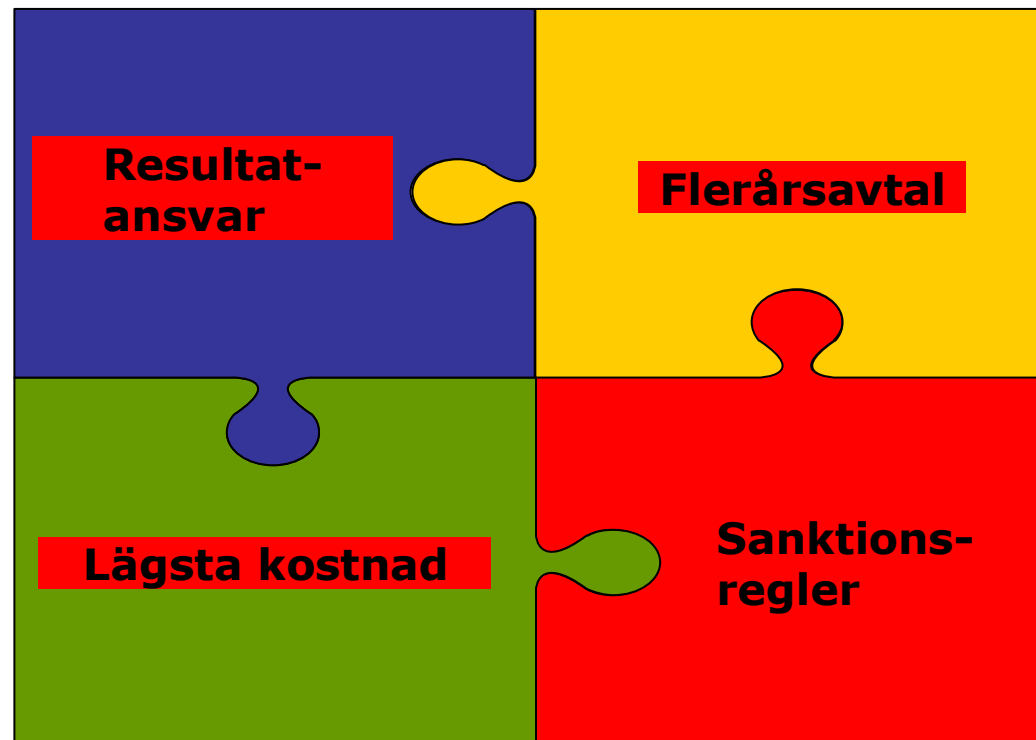 Resultat-
ansvar
Flerårsavtal
Lägsta kostnad
Sanktions-
regler